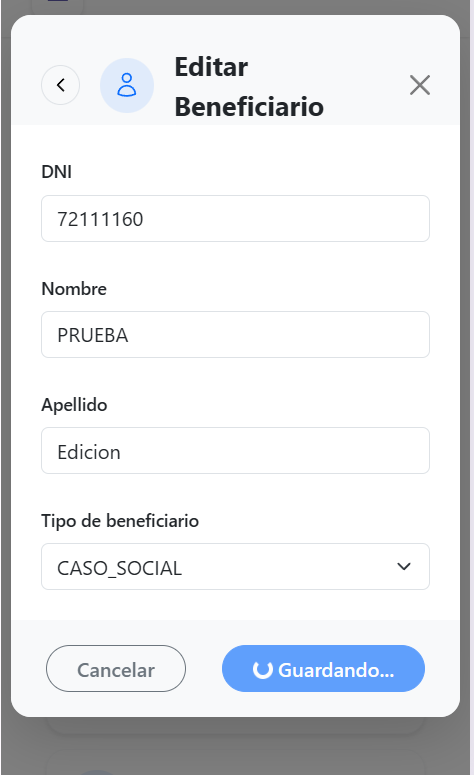 Editar
Beneficiario
DNI
72111160
Nombre
PRUEBA
Apellido
Edicion
Tipo de beneficiario
CASO_SOCIAL
Cancelar
Guardando...